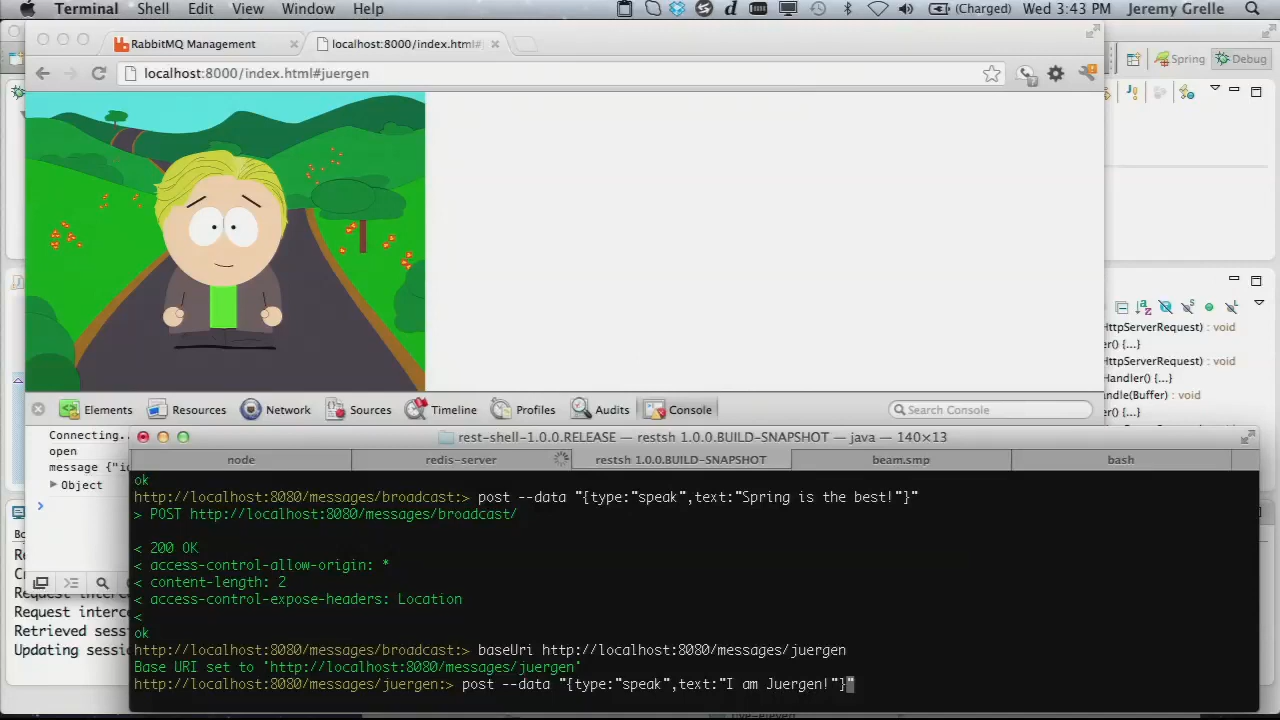 Terminal Shell Edit View Window Help (Charged) Wed 3:43 PM Jeremy Grelle
RabbitMQ Management localhost:8000/index.html#
localhost:8000/index.html#juergen
Spring Debug
HttpServerRequest) : void
er() {...}
HttpServerRequest) : void
Handler() {...}
ndle(Buffer) : void
er() {...}
Elements Resources Network Sources Timeline Profiles Audits Console Search Console
Connecting..
open
message {"id
Object
rest-shell-1.0.0.RELEASE — restsh 1.0.0.BUILD-SNAPSHOT — java — 140×13
node redis-server restsh 1.0.0.BUILD-SNAPSHOT beam.smp bash
ok
http://localhost:8080/messages/broadcast:> post --data "{type:"speak",text:"Spring is the best!"}"
> POST http://localhost:8080/messages/broadcast/
< 200 OK
< access-control-allow-origin: *
< content-length: 2
< access-control-expose-headers: Location
<
ok
http://localhost:8080/messages/broadcast:> baseUri http://localhost:8080/messages/juergen
Base URI set to 'http://localhost:8080/messages/juergen'
http://localhost:8080/messages/juergen:> post --data "{type:"speak",text:"I am Juergen!"}"
Request interc
Retrieved sess
Updating sessi